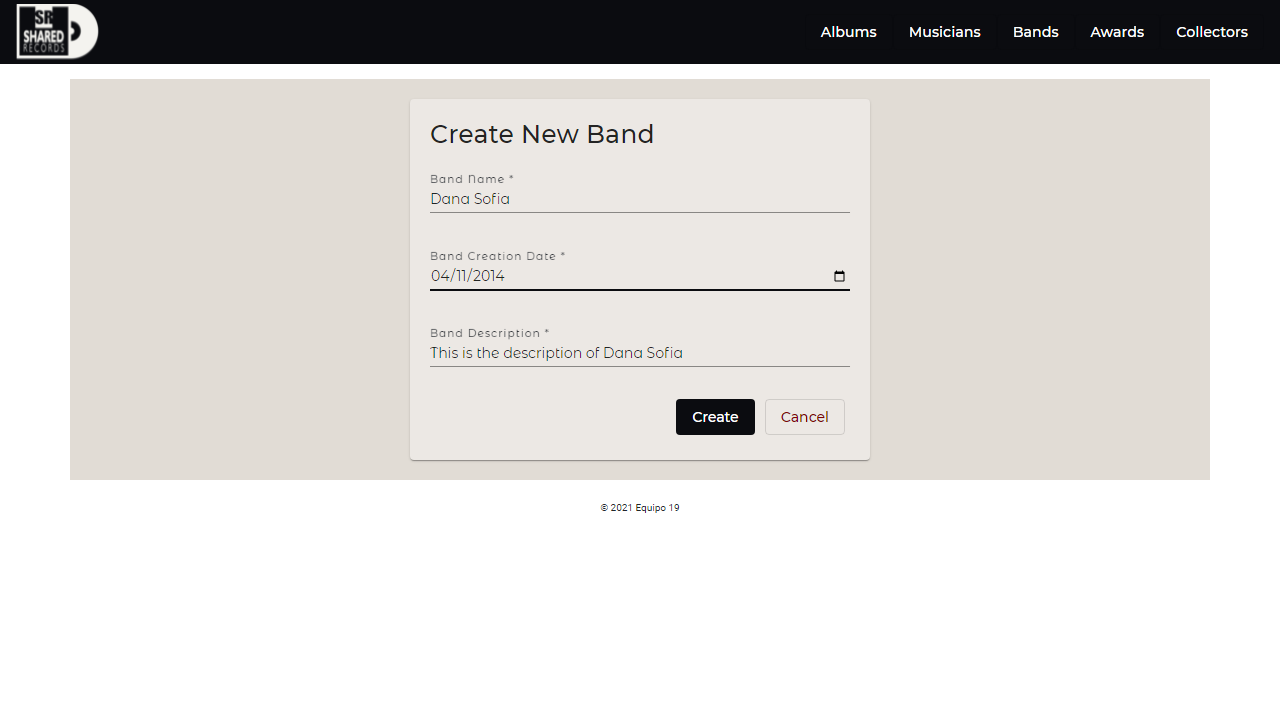 SR
SHARED
RECORDS
Albums Musicians Bands Awards Collectors
Create New Band
Band Name *
Dana Sofia
Band Creation Date *
04/11/2014
Band Description *
This is the description of Dana Sofia
Create Cancel
© 2021 Equipo 19